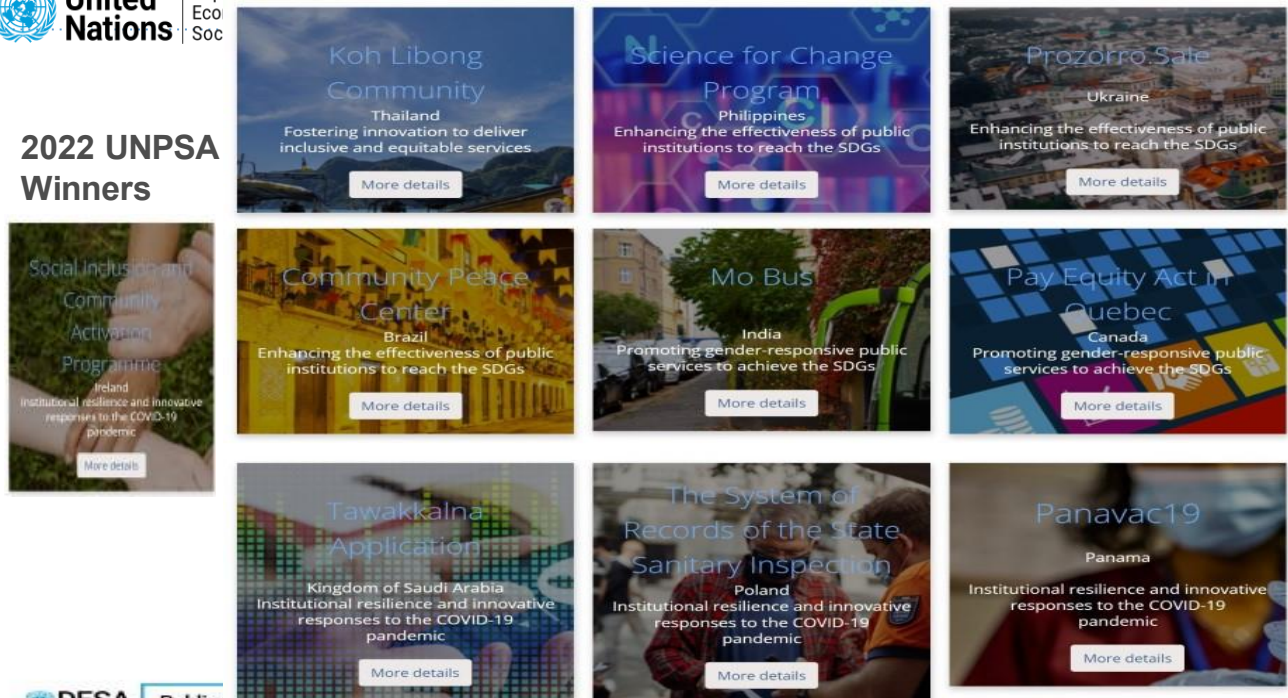 United
Nations
Koh Libong
Community
Thailand
Fostering innovation to deliver
inclusive and equitable services
More details
Science for Change
Program
Philippines
Enhancing the effectiveness of public
institutions to reach the SDGs
More details
Prozorro.Sale
Ukraine
Enhancing the effectiveness of public
institutions to reach the SDGs
More details
2022 UNPSA
Winners
Social Inclusion and
Community
Activation
Programme
Ireland
Institutional resilience and innovative
responses to the COVID-19
pandemic
More details
Community Peace
Center
Brazil
Enhancing the effectiveness of public
institutions to reach the SDGs
More details
Mo Bus
India
Promoting gender-responsive public
services to achieve the SDGs
More details
Pay Equity Act in
Quebec
Canada
Promoting gender-responsive public
services to achieve the SDGs
More details
Tawakkalna
Application
Kingdom of Saudi Arabia
Institutional resilience and innovative
responses to the COVID-19
pandemic
More details
The System of
Records of the State
Sanitary Inspection
Poland
Institutional resilience and innovative
responses to the COVID-19
pandemic
More details
Panavac19
Panama
Institutional resilience and innovative
responses to the COVID-19
pandemic
More details
DESA